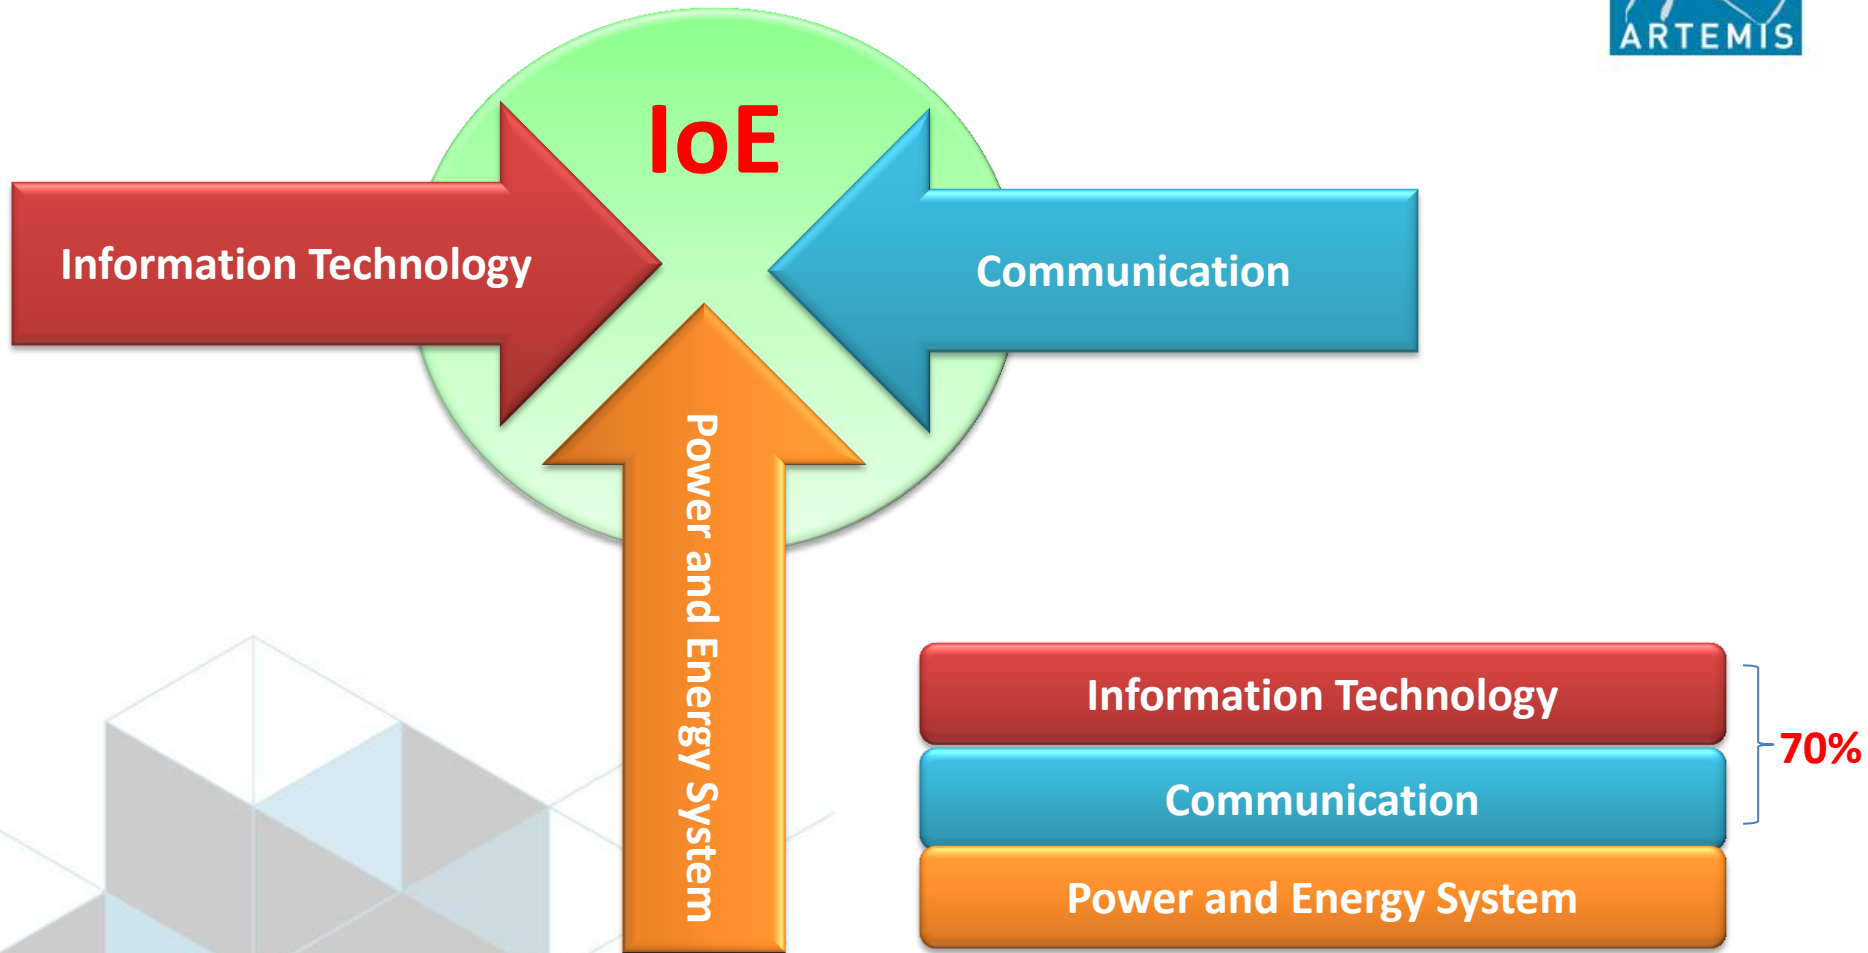 ARTEMIS
IoE
Information Technology
Communication
Power and Energy System
Information Technology
Communication
Power and Energy System
70%